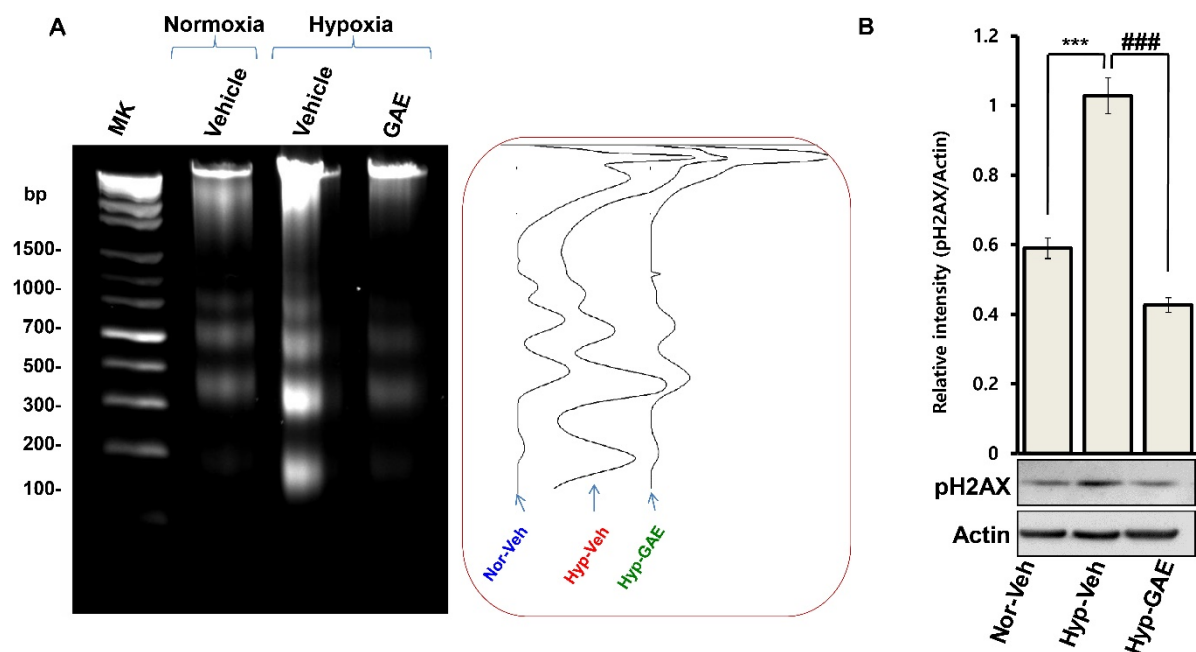 A
Normoxia
Hypoxia
MK
Vehicle
Vehicle
GAE
bp
1500-
1000-
700-
500-
300-
200-
100-
Nor-Veh
Hyp-Veh
Hyp-GAE
B
Relative intensity (pH2AX/Actin)
1.2
1
0.8
0.6
0.4
0.2
0
***
###
pH2AX
Actin
Nor-Veh
Hyp-Veh
Hyp-GAE